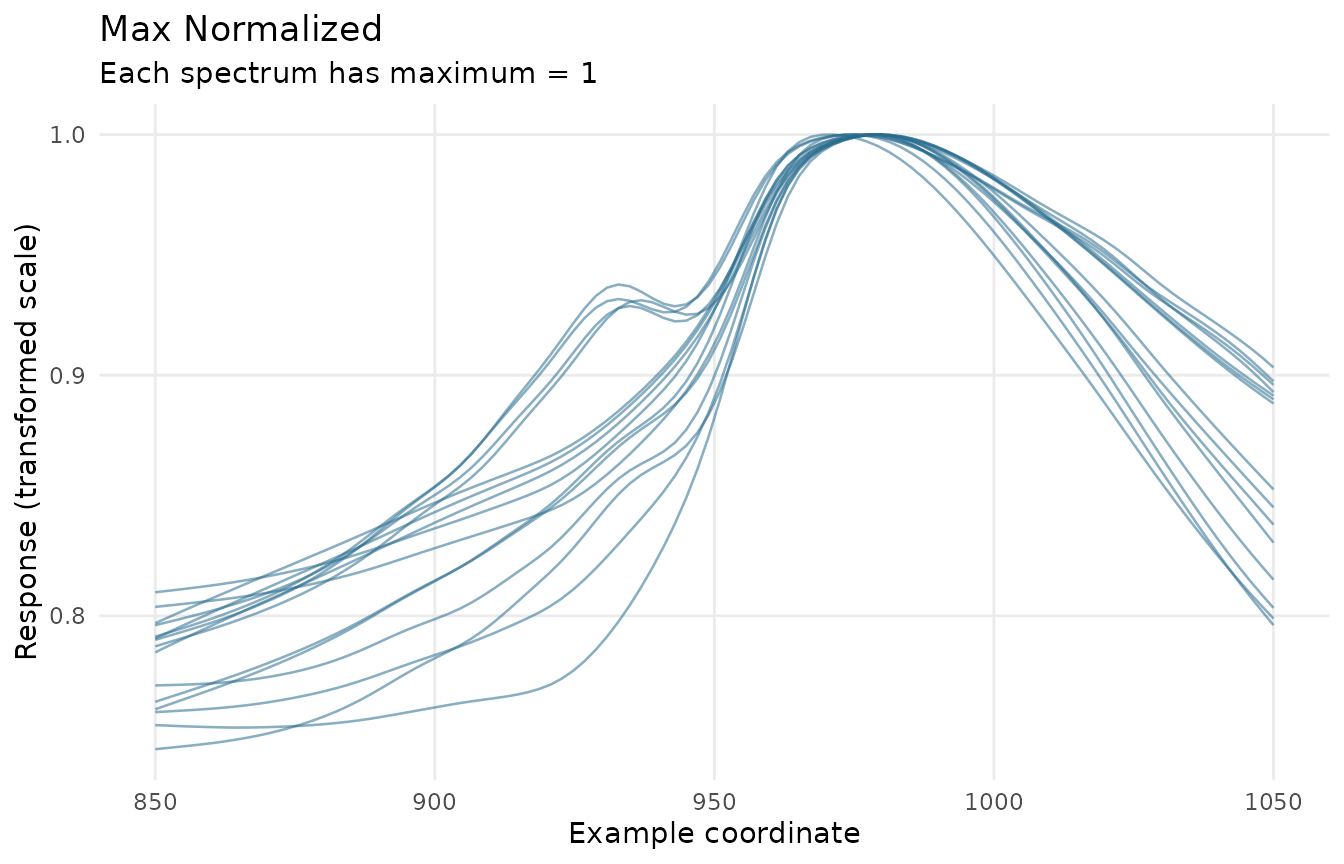 Max Normalized
Each spectrum has maximum = 1
Response (transformed scale)
1.0
0.9
0.8
850 900 950 1000 1050
Example coordinate